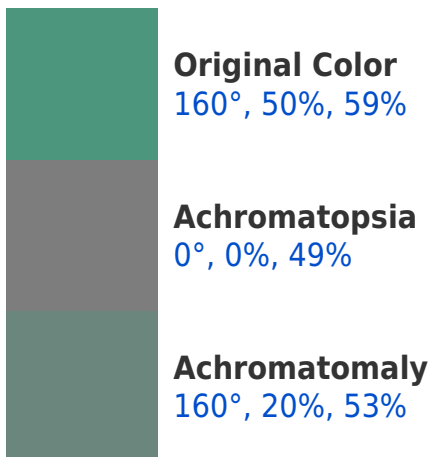 Original Color
160°, 50%, 59%
Achromatopsia
0°, 0%, 49%
Achromatomaly
160°, 20%, 53%